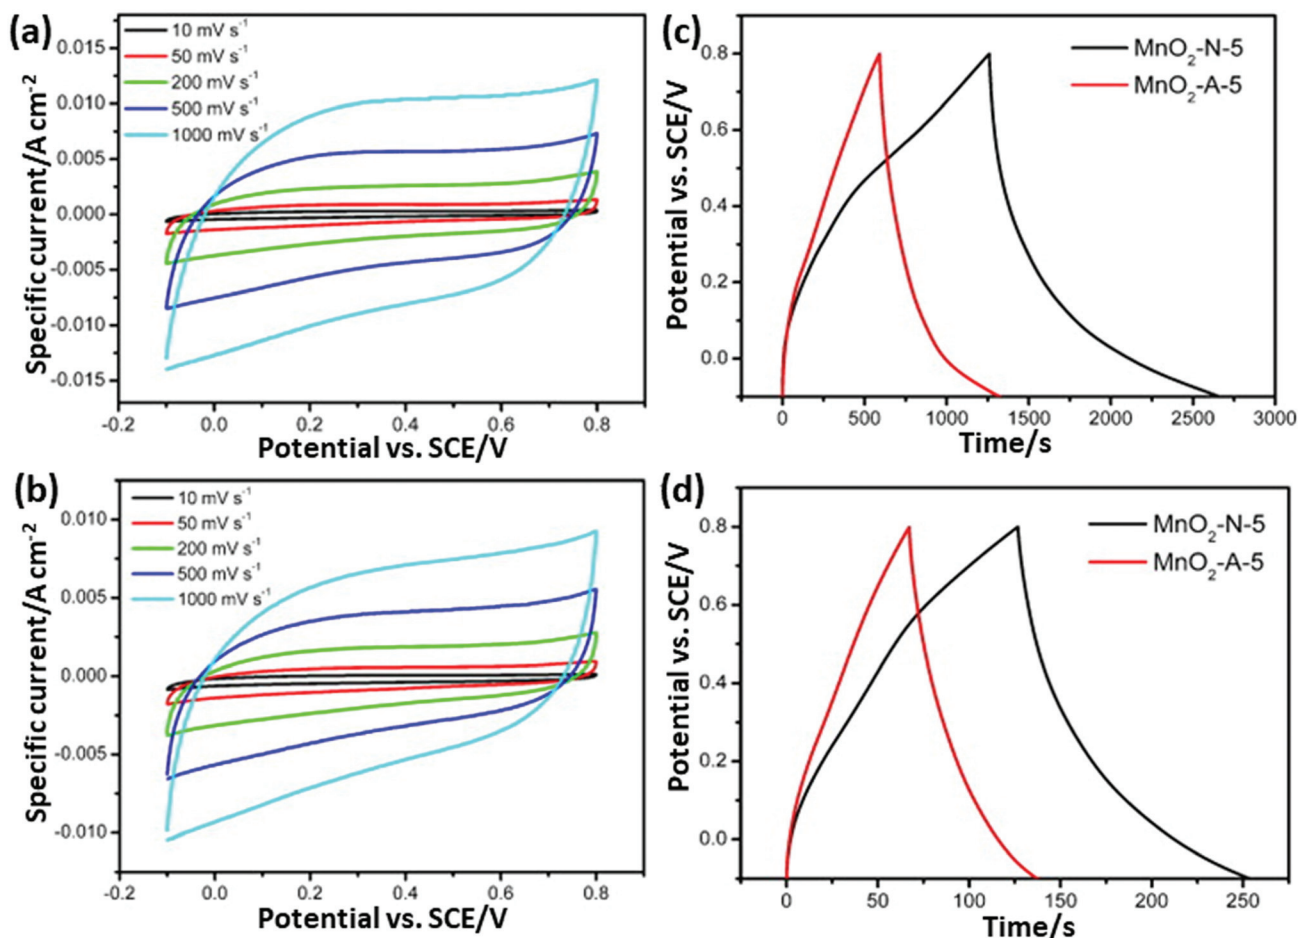 (a)
10 mV s⁻¹
50 mV s⁻¹
200 mV s⁻¹
500 mV s⁻¹
1000 mV s⁻¹
0.015
0.010
0.005
0.000
-0.005
-0.010
-0.015
Specific current/A cm⁻²
-0.2 0.0 0.2 0.4 0.6 0.8
Potential vs. SCE/V
(c)
MnO₂-N-5
MnO₂-A-5
0.8
0.6
0.4
0.2
0.0
Potential vs. SCE/V
0 500 1000 1500 2000 2500 3000
Time/s
(b)
10 mV s⁻¹
50 mV s⁻¹
200 mV s⁻¹
500 mV s⁻¹
1000 mV s⁻¹
0.010
0.005
0.000
-0.005
-0.010
Specific current/A cm⁻²
-0.2 0.0 0.2 0.4 0.6 0.8
Potential vs. SCE/V
(d)
MnO₂-N-5
MnO₂-A-5
0.8
0.6
0.4
0.2
0.0
Potential vs. SCE/V
0 50 100 150 200 250
Time/s